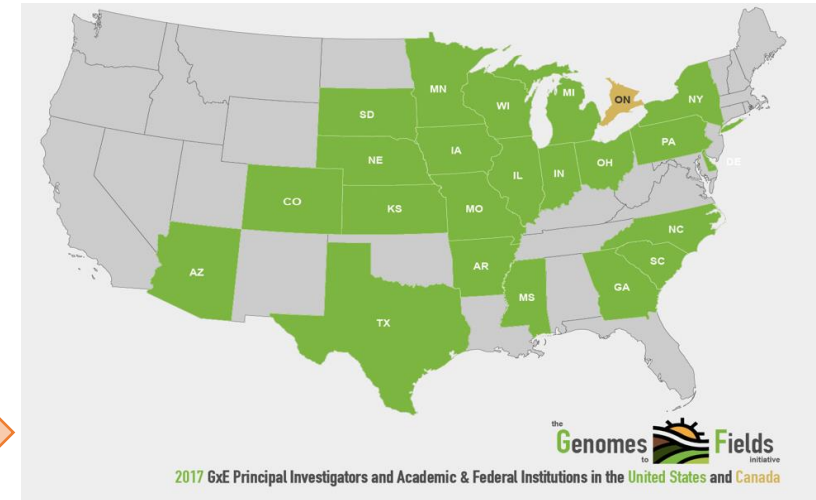 MN
WI
MI
ON
NY
SD
IA
PA
NE
IL
IN
OH
DE
CO
KS
MO
NC
AZ
AR
SC
MS
GA
TX
the
Genomes
to
Fields
initiative
2017 GxE Principal Investigators and Academic & Federal Institutions in the United States and Canada